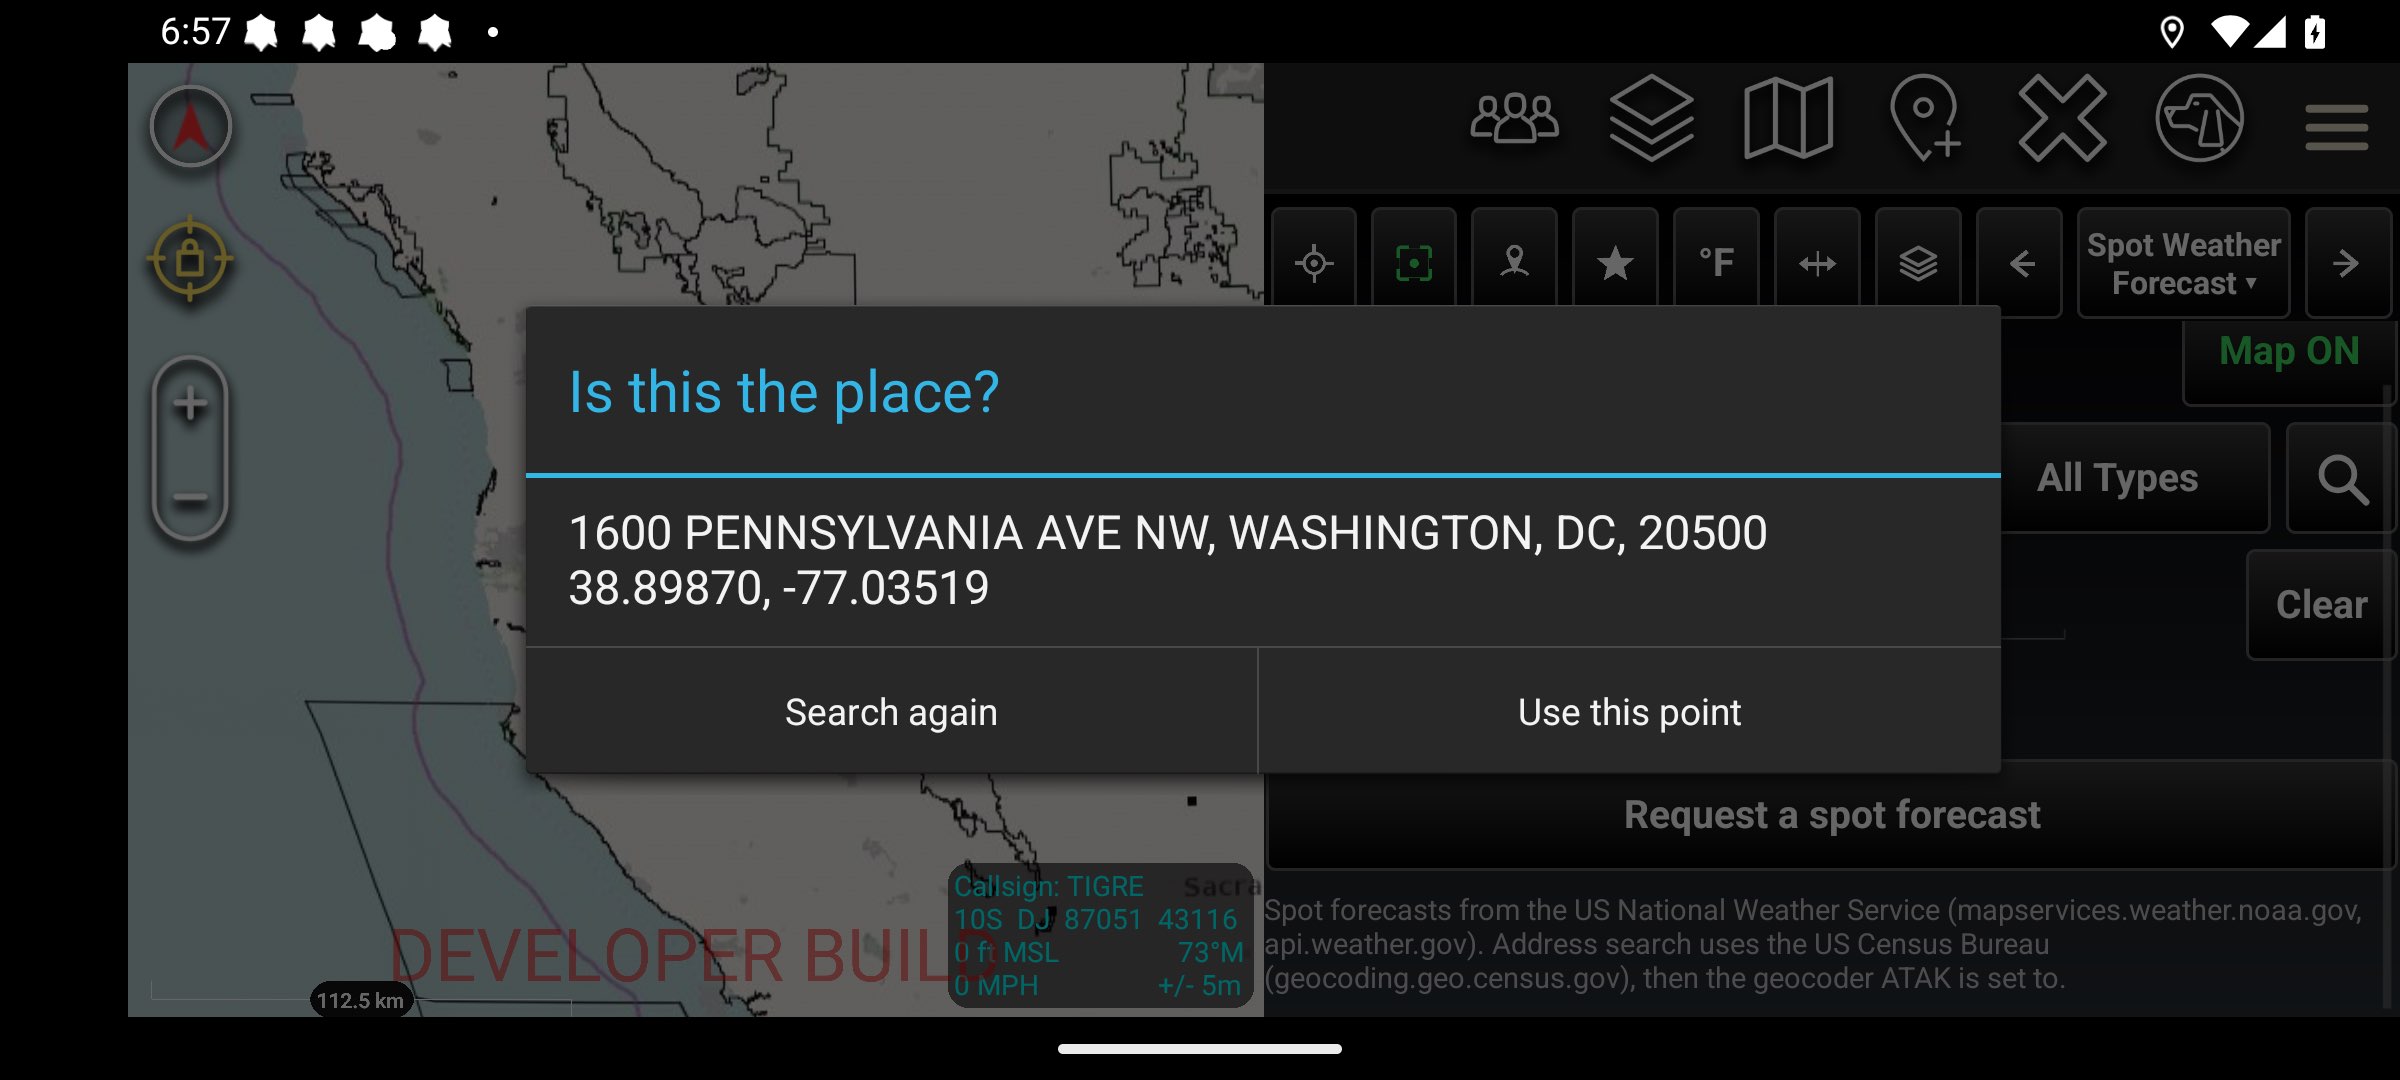 6:57
°F
Spot Weather
Forecast ▾
Map ON
Is this the place?
1600 PENNSYLVANIA AVE NW, WASHINGTON, DC, 20500
38.89870, -77.03519
All Types
Clear
Search again
Use this point
Request a spot forecast
Callsign: TIGRE
10S DJ 87051 43116
0 ft MSL 73°M
0 MPH +/- 5m
Sacra
DEVELOPER BUILD
112.5 km
Spot forecasts from the US National Weather Service (mapservices.weather.noaa.gov,
api.weather.gov). Address search uses the US Census Bureau
(geocoding.geo.census.gov), then the geocoder ATAK is set to.